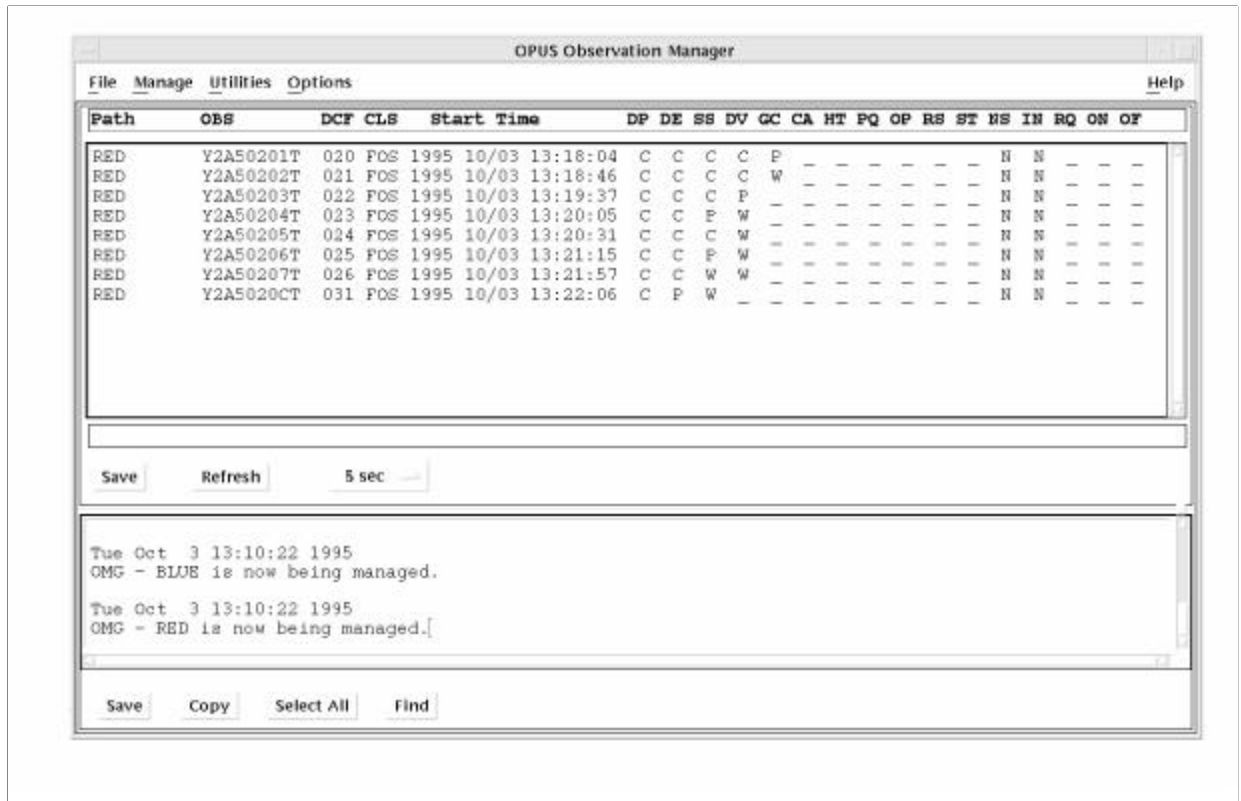 OPUS Observation Manager
File Manage Utilities Options Help
Path OBS DCF CLS Start Time DP DE SS DV GC CA HT PQ OP RS ST NS IN RQ ON OF
RED Y2A50201T 020 FOS 1995 10/03 13:18:04 C C C C P _ _ _ _ _ _ N N _ _ _
RED Y2A50202T 021 FOS 1995 10/03 13:18:46 C C C C W _ _ _ _ _ _ N N _ _ _
RED Y2A50203T 022 FOS 1995 10/03 13:19:37 C C C P _ _ _ _ _ _ _ N N _ _ _
RED Y2A50204T 023 FOS 1995 10/03 13:20:05 C C P W _ _ _ _ _ _ _ N N _ _ _
RED Y2A50205T 024 FOS 1995 10/03 13:20:31 C C C W _ _ _ _ _ _ _ N N _ _ _
RED Y2A50206T 025 FOS 1995 10/03 13:21:15 C C P W _ _ _ _ _ _ _ N N _ _ _
RED Y2A50207T 026 FOS 1995 10/03 13:21:57 C C W W _ _ _ _ _ _ _ N N _ _ _
RED Y2A5020CT 031 FOS 1995 10/03 13:22:06 C P W _ _ _ _ _ _ _ _ N N _ _ _
Save Refresh 5 sec
Tue Oct  3 13:10:22 1995
OMG - BLUE is now being managed.
Tue Oct  3 13:10:22 1995
OMG - RED is now being managed.
Save Copy Select All Find